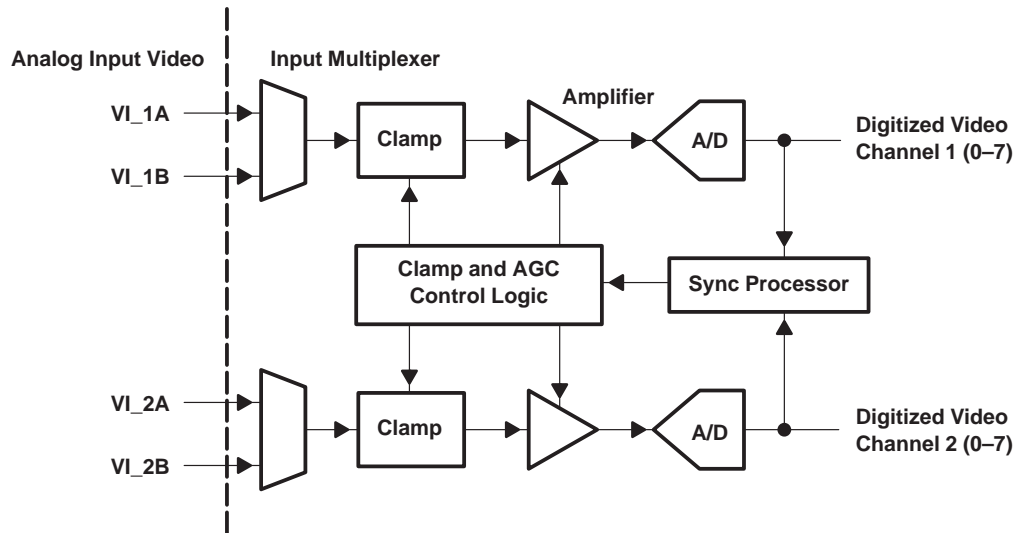 Analog Input Video
Input Multiplexer
Amplifier
VI_1A
VI_1B
Clamp
A/D
Digitized Video
Channel 1 (0–7)
Clamp and AGC
Control Logic
Sync Processor
VI_2A
VI_2B
Clamp
A/D
Digitized Video
Channel 2 (0–7)